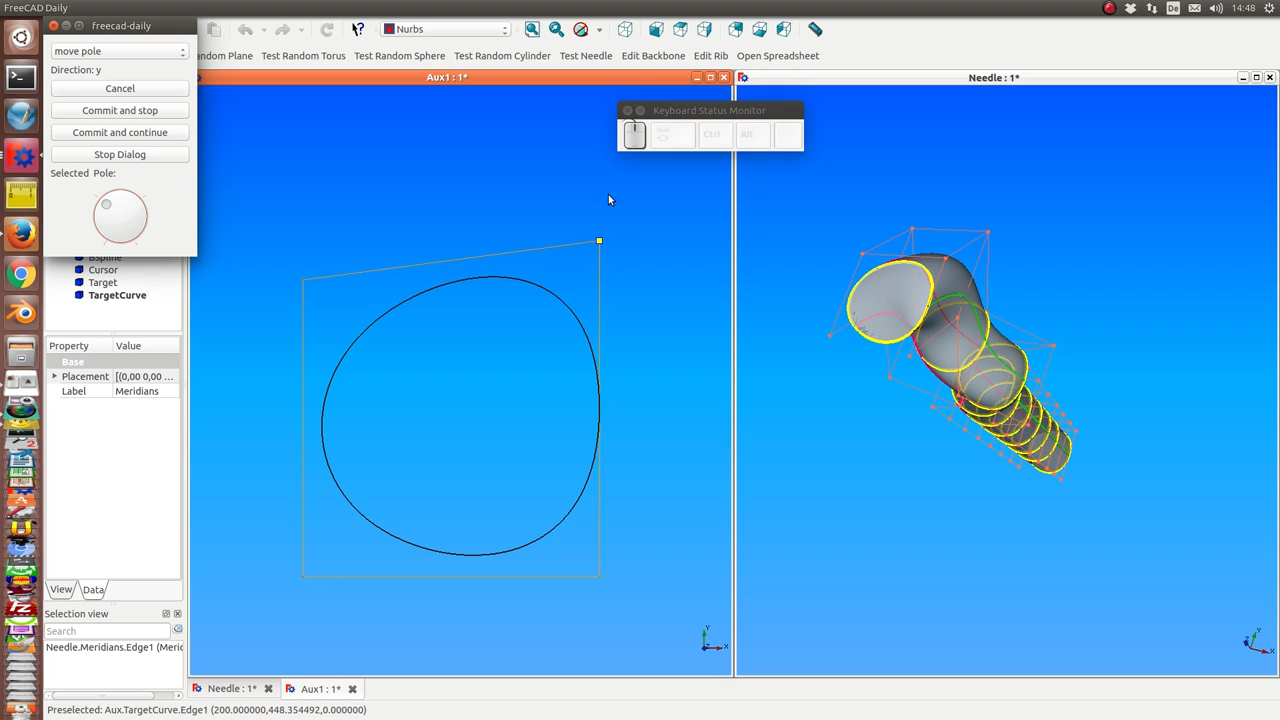 FreeCAD Daily
De
14:48
freecad-daily
Nurbs
move pole
Direction: y
Cancel
Commit and stop
Commit and continue
Stop Dialog
Selected Pole:
andom Plane
Test Random Torus
Test Random Sphere
Test Random Cylinder
Test Needle
Edit Backbone
Edit Rib
Open Spreadsheet
Aux1 : 1*
Needle : 1*
Keyboard Status Monitor
Ctrl
Alt
BSpline
Cursor
Target
TargetCurve
Property
Value
Base
Placement
[(0,00 0,00 ...
Label
Meridians
View
Data
Selection view
Search
Needle.Meridians.Edge1 (Meric
Y
X
Needle : 1*
Aux1 : 1*
Preselected: Aux.TargetCurve.Edge1 (200.000000,448.354492,0.000000)